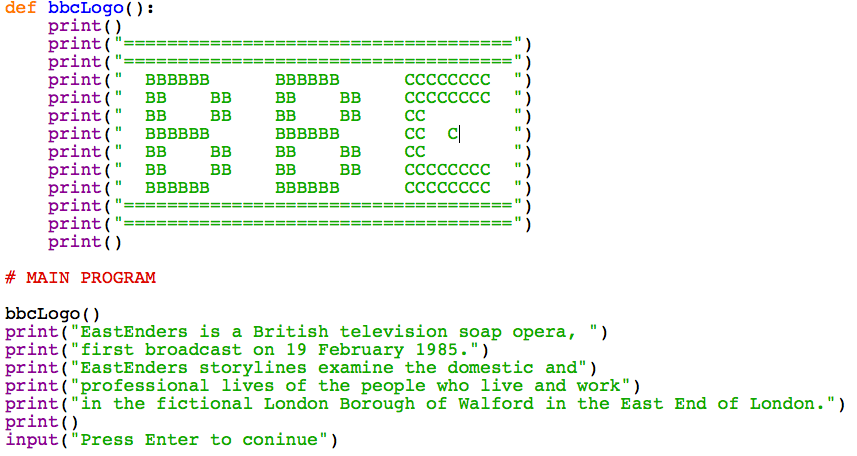 def bbcLogo():
    print()
    print("====================================")
    print("====================================")
    print("  BBBBBB      BBBBBB      CCCCCCCC  ")
    print("  BB    BB    BB    BB    CCCCCCCC  ")
    print("  BB    BB    BB    BB    CC        ")
    print("  BBBBBB      BBBBBB      CC  C     ")
    print("  BB    BB    BB    BB    CC        ")
    print("  BB    BB    BB    BB    CCCCCCCC  ")
    print("  BBBBBB      BBBBBB      CCCCCCCC  ")
    print("====================================")
    print("====================================")
    print()

# MAIN PROGRAM

bbcLogo()
print("EastEnders is a British television soap opera, ")
print("first broadcast on 19 February 1985.")
print("EastEnders storylines examine the domestic and")
print("professional lives of the people who live and work")
print("in the fictional London Borough of Walford in the East End of London.")
print()
input("Press Enter to coninue")